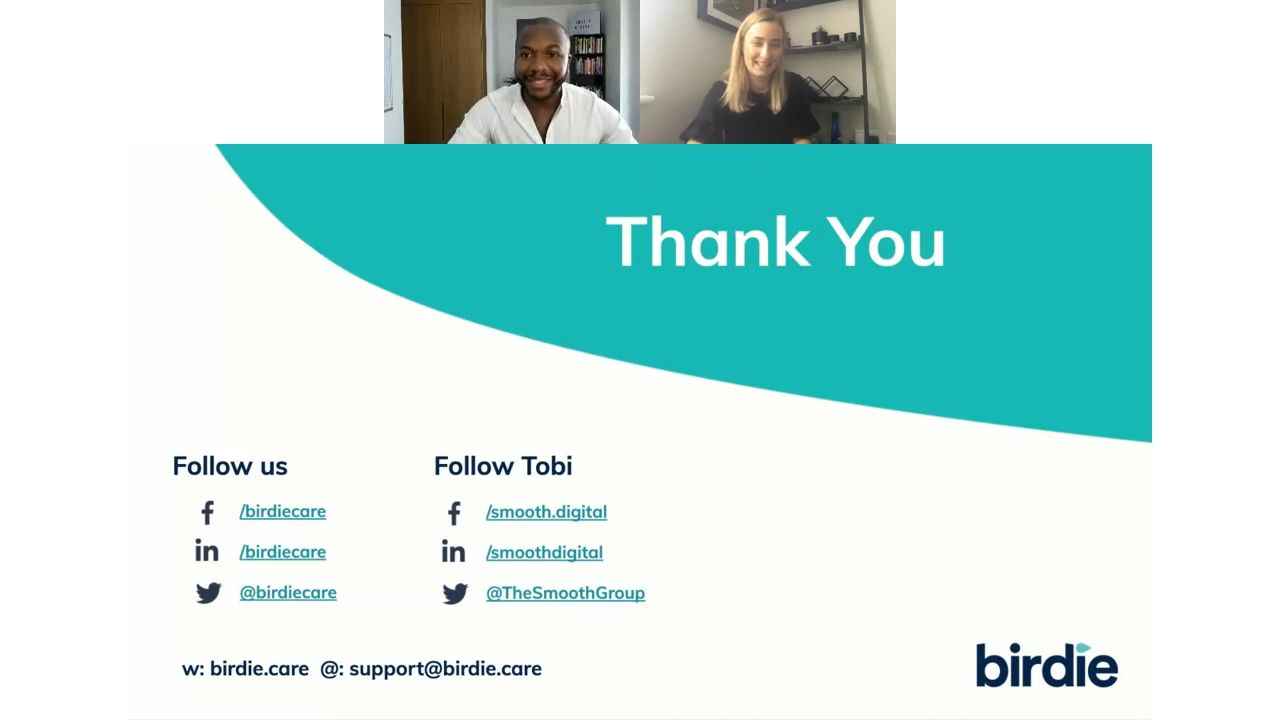 Thank You
Follow us
Follow Tobi
/birdiecare
/smooth.digital
/birdiecare
/smoothdigital
@birdiecare
@TheSmoothGroup
w: birdie.care @: support@birdie.care
birdie